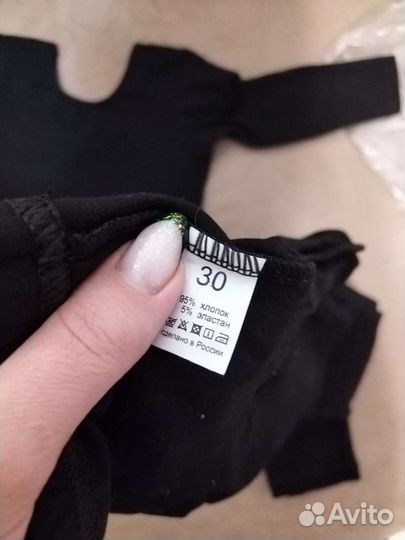 30
95% хлопок
5% эластан
сделано в России
Avito